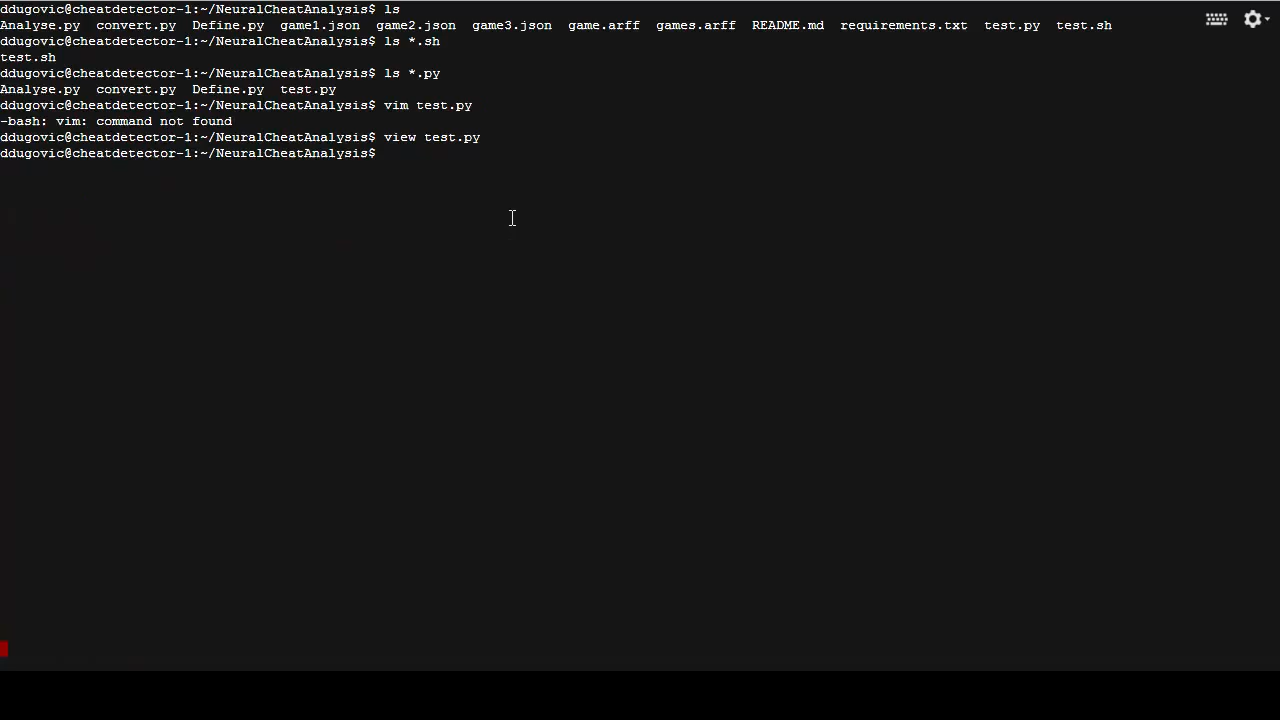 ddugovic@cheatdetector-1:~/NeuralCheatAnalysis$ ls
Analyse.py  convert.py  Define.py  game1.json  game2.json  game3.json  game.arff  games.arff  README.md  requirements.txt  test.py  test.sh
ddugovic@cheatdetector-1:~/NeuralCheatAnalysis$ ls *.sh
test.sh
ddugovic@cheatdetector-1:~/NeuralCheatAnalysis$ ls *.py
Analyse.py  convert.py  Define.py  test.py
ddugovic@cheatdetector-1:~/NeuralCheatAnalysis$ vim test.py
-bash: vim: command not found
ddugovic@cheatdetector-1:~/NeuralCheatAnalysis$ view test.py
ddugovic@cheatdetector-1:~/NeuralCheatAnalysis$